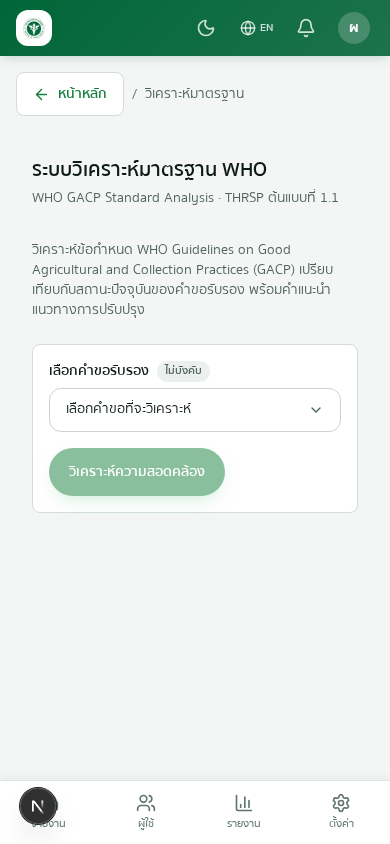 EN
พ
← หน้าหลัก / วิเคราะห์มาตรฐาน
ระบบวิเคราะห์มาตรฐาน WHO
WHO GACP Standard Analysis · THRSP ต้นแบบที่ 1.1
วิเคราะห์ข้อกำหนด WHO Guidelines on Good
Agricultural and Collection Practices (GACP) เปรียบ
เทียบกับสถานะปัจจุบันของคำขอรับรอง พร้อมคำแนะนำ
แนวทางการปรับปรุง
เลือกคำขอรับรอง ไม่บังคับ
เลือกคำขอที่จะวิเคราะห์
วิเคราะห์ความสอดคล้อง
N
ผู้ใช้
รายงาน
ตั้งค่า